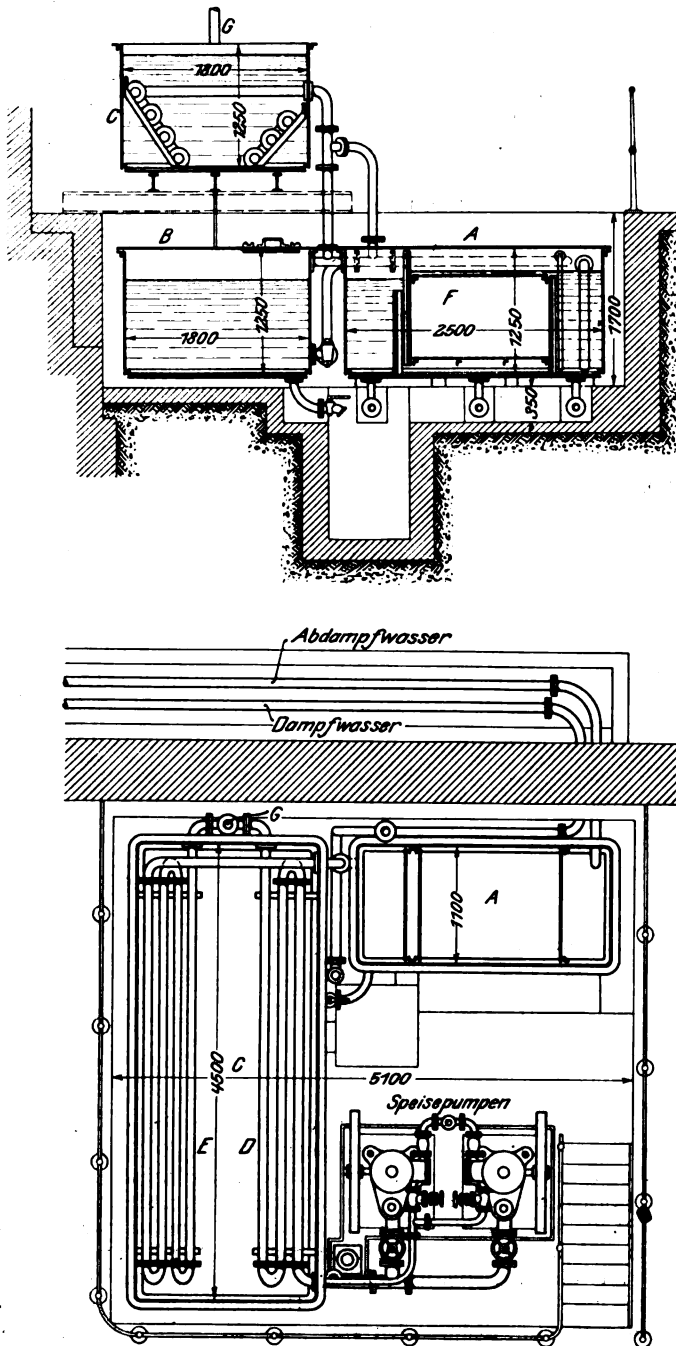 G
1800
C
1250
B
A
F
1250
1800
2500
1250
1700
350
Abdampfwasser
Dampfwasser
G
A
1100
C
4500
5100
Speisepumpen
E
D